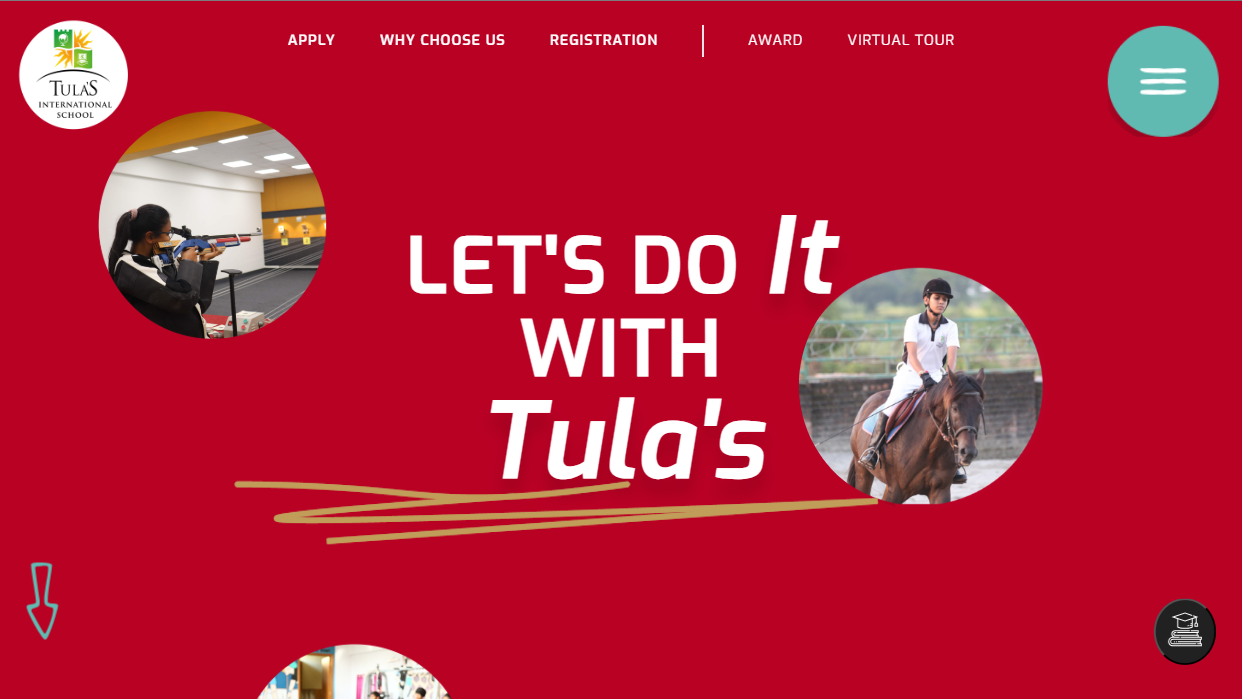 APPLY WHY CHOOSE US REGISTRATION AWARD VIRTUAL TOUR
TULA'S
INTERNATIONAL
SCHOOL
LET'S DO It
WITH
Tula's